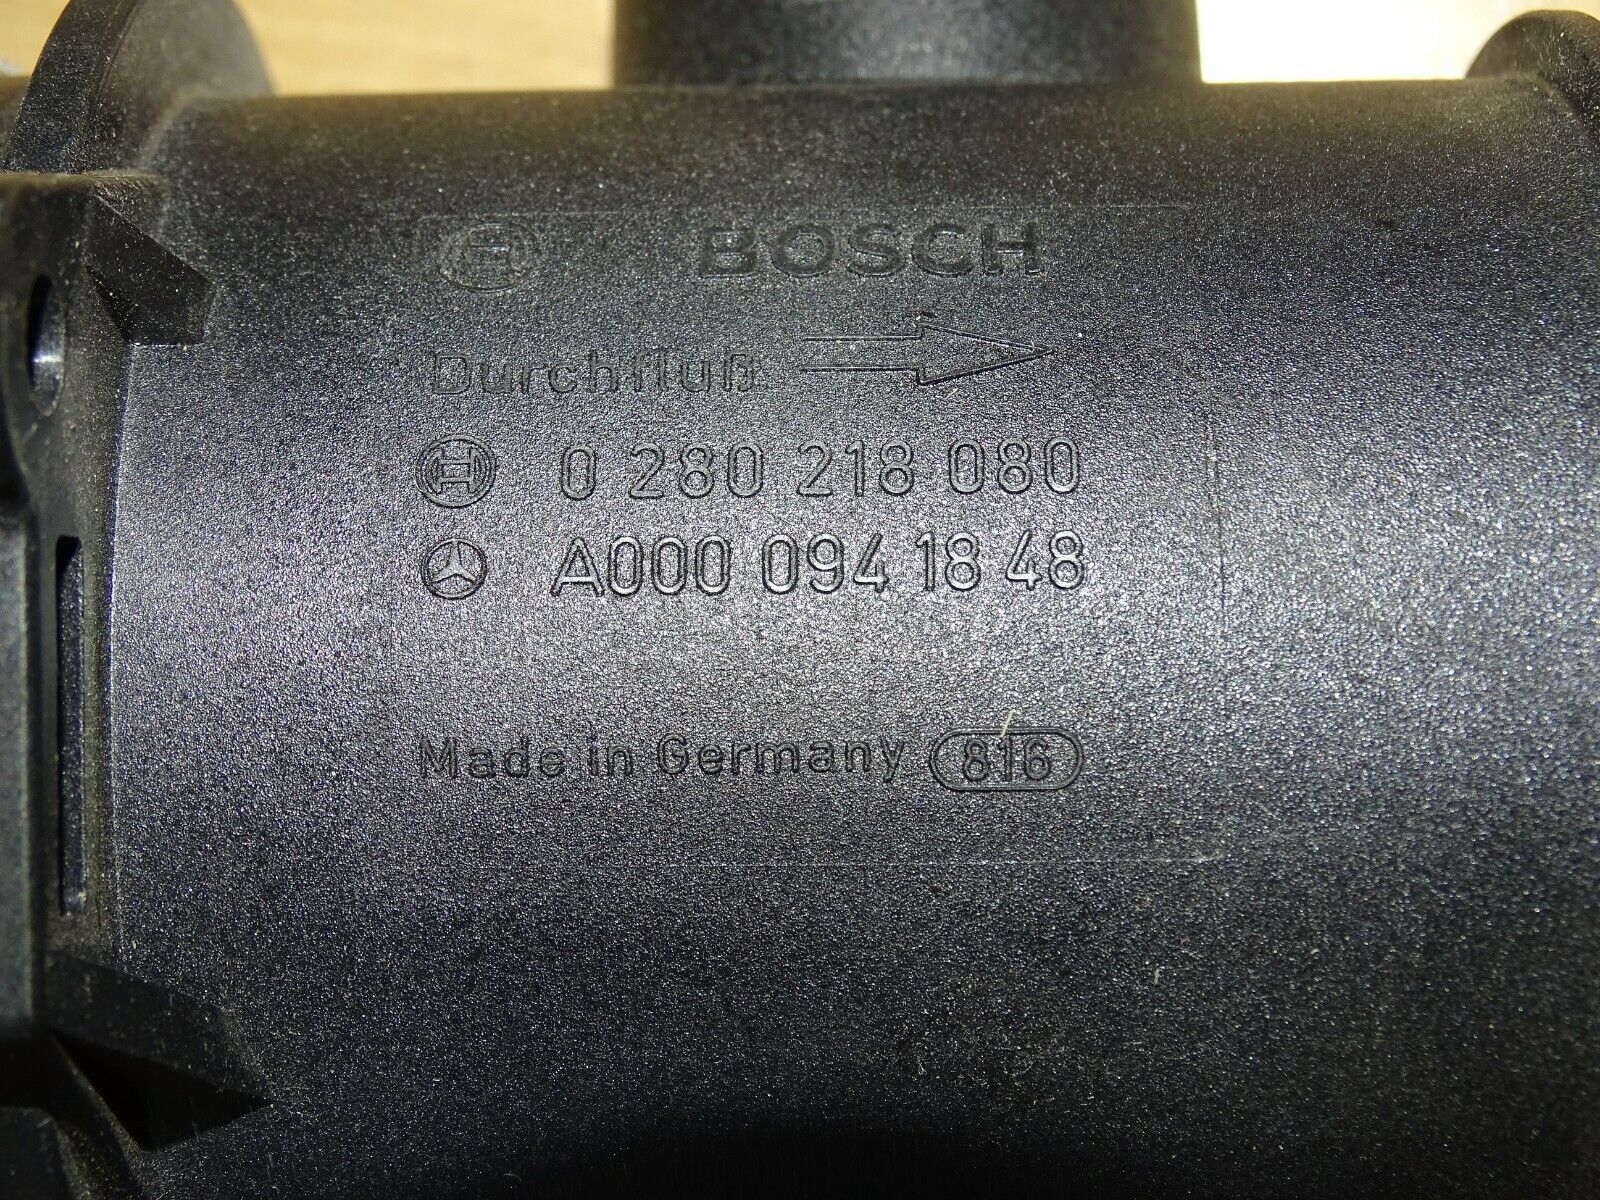 BOSCH
Durchfluß
0 280 218 080
A000 094 18 48
Made in Germany 816